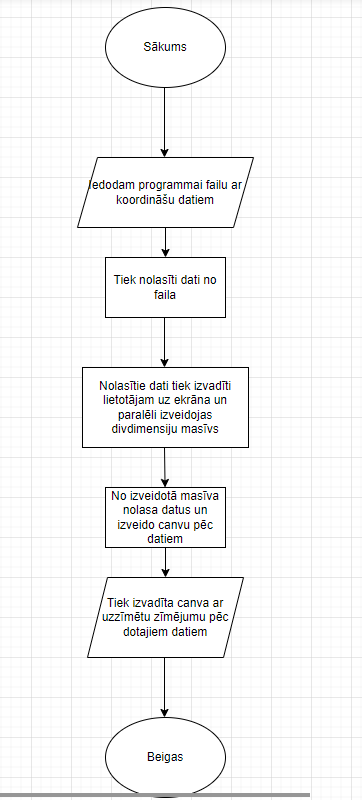 Sākums
Iedodam programmai failu ar
koordināšu datiem
Tiek nolasīti dati no
faila
Nolasītie dati tiek izvadīti
lietotājam uz ekrāna un
paralēli izveidojas
divdimensiju masīvs
No izveidotā masīva
nolasa datus un
izveido canvu pēc
datiem
Tiek izvadīta canva ar
uzzīmētu zīmējumu pēc
dotajiem datiem
Beigas